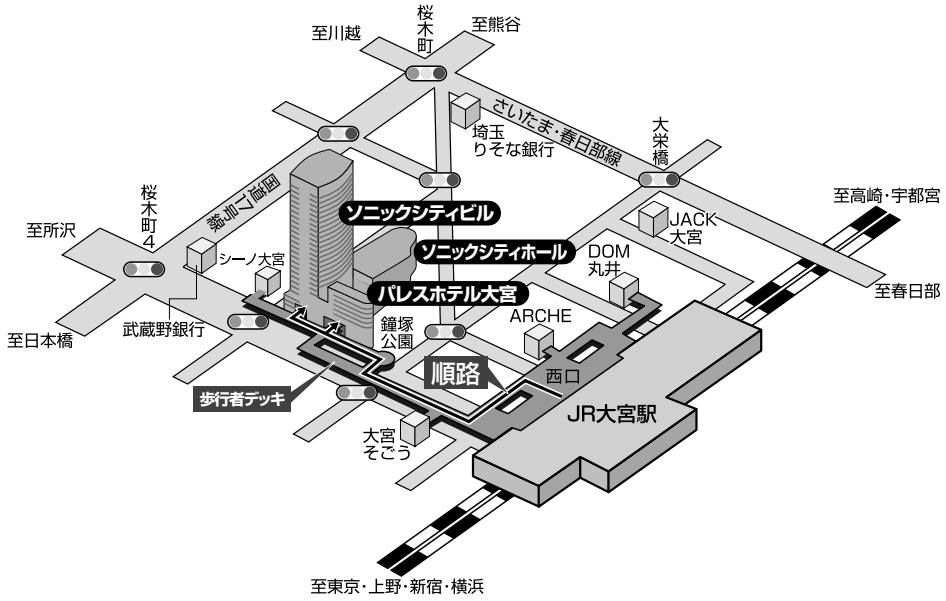 至川越
桜木町
至熊谷
さいたま・春日部線
埼玉
りそな銀行
大栄橋
国道17号線
桜木町4
至所沢
ソニックシティビル
JACK
大宮
至高崎・宇都宮
シーノ大宮
ソニックシティホール
DOM
丸井
至春日部
パレスホテル大宮
武蔵野銀行
鐘塚
公園
ARCHE
至日本橋
順路
西口
歩行者デッキ
JR大宮駅
大宮
そごう
至東京・上野・新宿・横浜